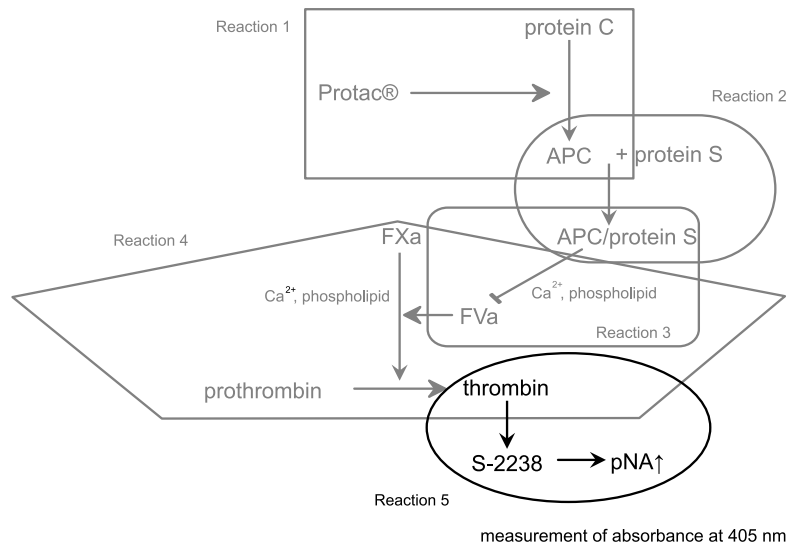 Reaction 1
protein C
Protac®
Reaction 2
APC + protein S
Reaction 4
FXa
APC/protein S
Ca²⁺, phospholipid
Ca²⁺, phospholipid
FVa
Reaction 3
prothrombin
thrombin
S-2238
pNA↑
Reaction 5
measurement of absorbance at 405 nm